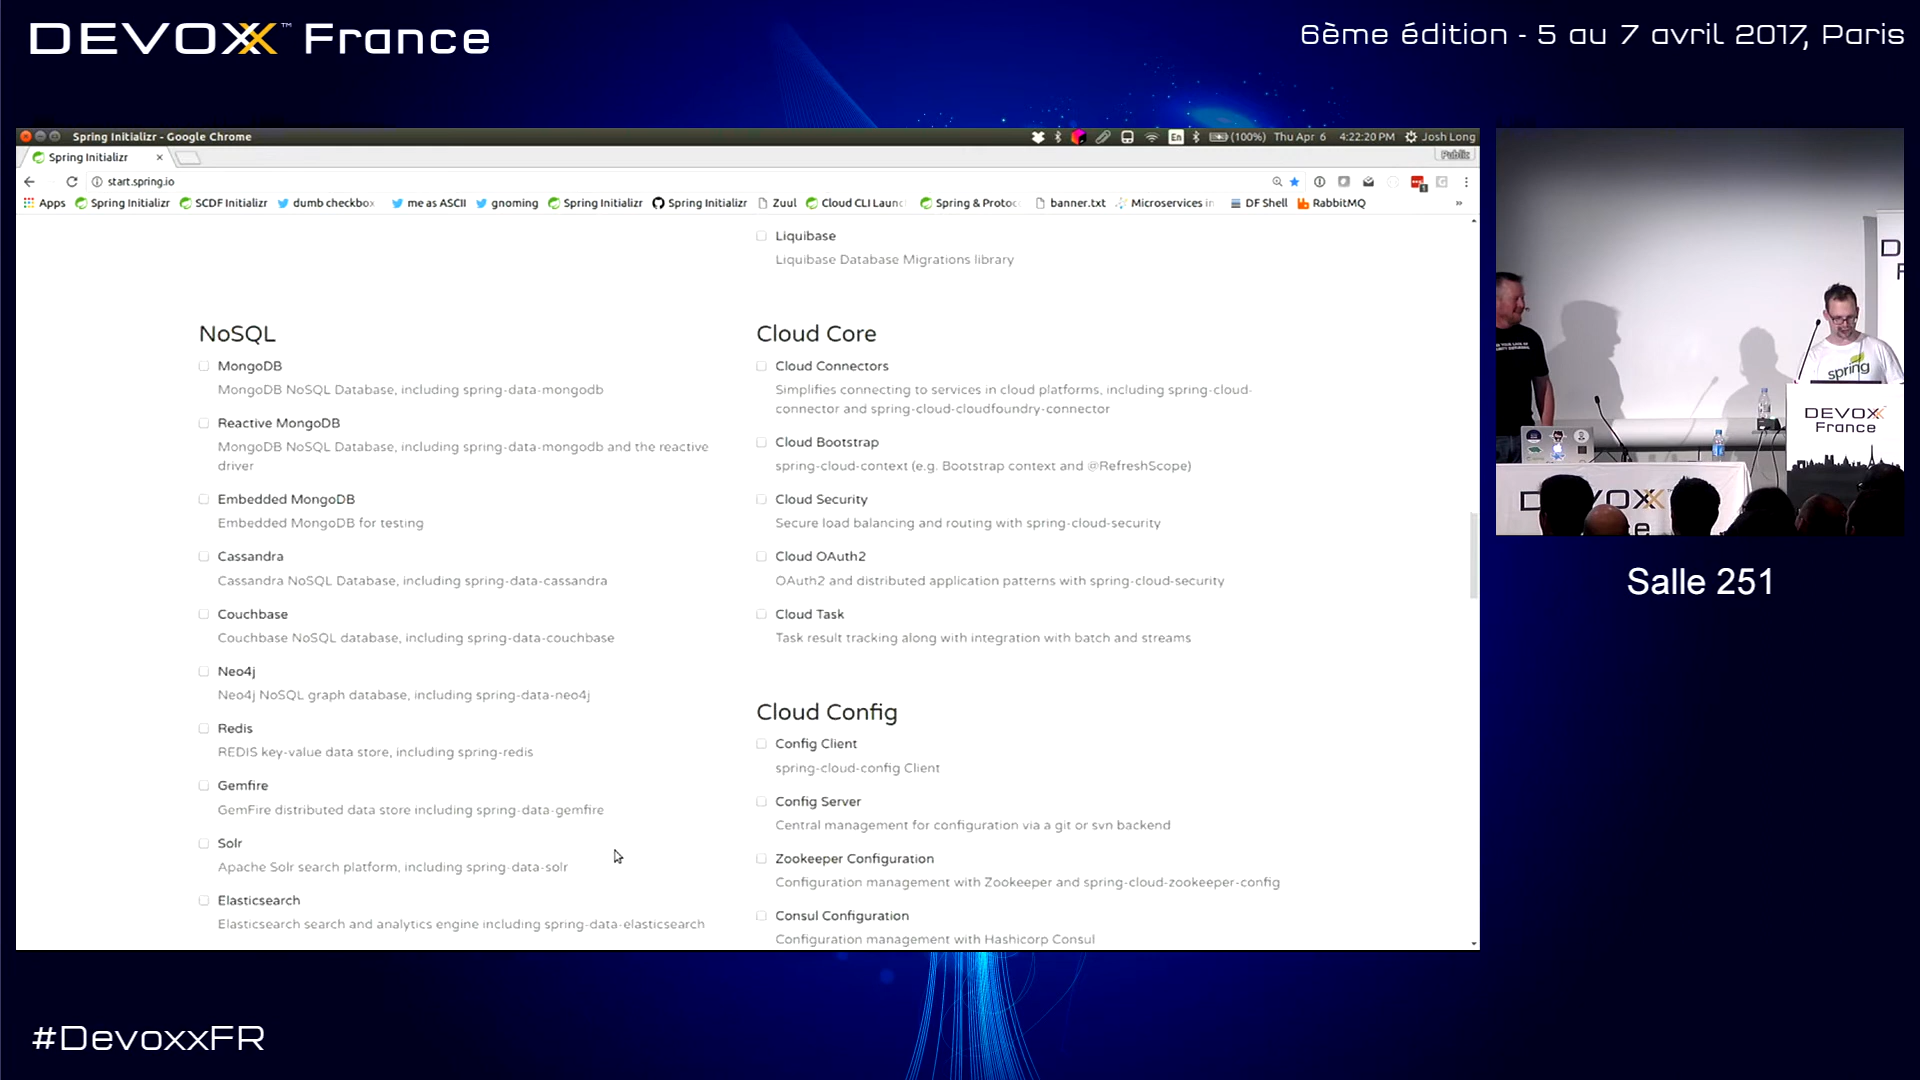 DEVOXX™ France
6ème édition - 5 au 7 avril 2017, Paris
Spring Initializr - Google Chrome
En
(100%) Thu Apr 6 4:22:20 PM Josh Long
Spring Initializr
Public
start.spring.io
Apps Spring Initializr SCDF Initializr dumb checkbox me as ASCII gnoming Spring Initializr Spring Initializr Zuul Cloud CLI Launc Spring & Protoc banner.txt Microservices in DF Shell RabbitMQ »
Liquibase
Liquibase Database Migrations library
NoSQL
MongoDB
MongoDB NoSQL Database, including spring-data-mongodb
Reactive MongoDB
MongoDB NoSQL Database, including spring-data-mongodb and the reactive
driver
Embedded MongoDB
Embedded MongoDB for testing
Cassandra
Cassandra NoSQL Database, including spring-data-cassandra
Couchbase
Couchbase NoSQL database, including spring-data-couchbase
Neo4j
Neo4j NoSQL graph database, including spring-data-neo4j
Redis
REDIS key-value data store, including spring-redis
Gemfire
GemFire distributed data store including spring-data-gemfire
Solr
Apache Solr search platform, including spring-data-solr
Elasticsearch
Elasticsearch search and analytics engine including spring-data-elasticsearch
Cloud Core
Cloud Connectors
Simplifies connecting to services in cloud platforms, including spring-cloud-
connector and spring-cloud-cloudfoundry-connector
Cloud Bootstrap
spring-cloud-context (e.g. Bootstrap context and @RefreshScope)
Cloud Security
Secure load balancing and routing with spring-cloud-security
Cloud OAuth2
OAuth2 and distributed application patterns with spring-cloud-security
Cloud Task
Task result tracking along with integration with batch and streams
Cloud Config
Config Client
spring-cloud-config Client
Config Server
Central management for configuration via a git or svn backend
Zookeeper Configuration
Configuration management with Zookeeper and spring-cloud-zookeeper-config
Consul Configuration
Configuration management with Hashicorp Consul
spring
DEVOXX
France
Salle 251
#DevoxxFR